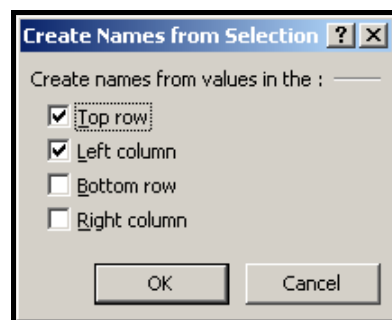 Create Names from Selection ? X
Create names from values in the :
Top row
Left column
Bottom row
Right column
OK Cancel